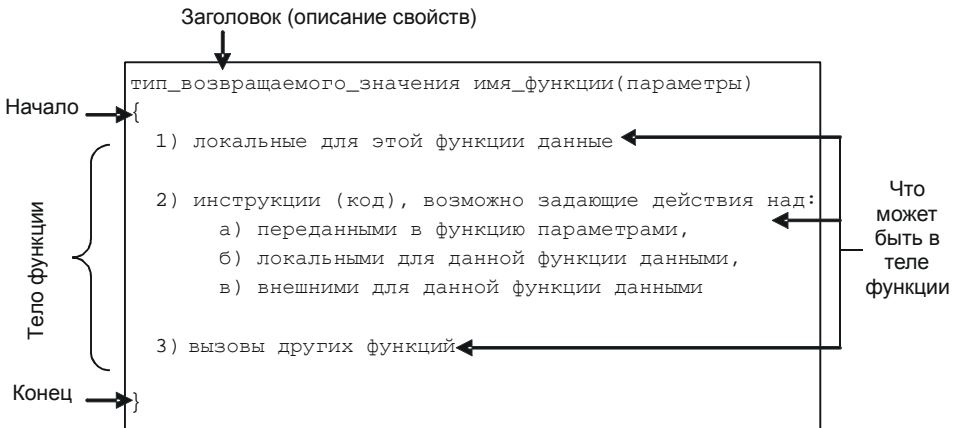 Заголовок (описание свойств)
тип_возвращаемого_значения имя_функции(параметры)
Начало
{
1) локальные для этой функции данные
2) инструкции (код), возможно задающие действия над:
а) переданными в функцию параметрами,
б) локальными для данной функции данными,
в) внешними для данной функции данными
3) вызовы других функций
Тело функции
Что
может
быть в
теле
функции
Конец
}